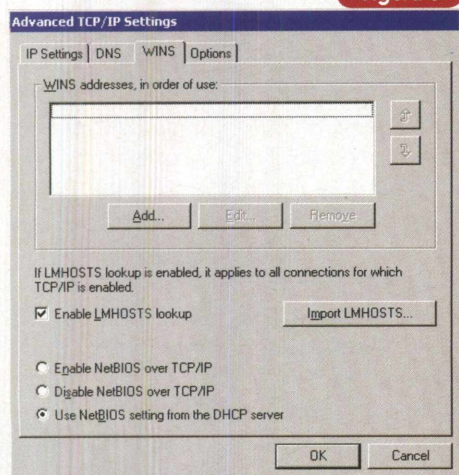 Advanced TCP/IP Settings
IP Settings
DNS
WINS
Options
WINS addresses, in order of use:
Add...
Edit...
Remove
If LMHOSTS lookup is enabled, it applies to all connections for which
TCP/IP is enabled.
Enable LMHOSTS lookup
Import LMHOSTS...
Enable NetBIOS over TCP/IP
Disable NetBIOS over TCP/IP
Use NetBIOS setting from the DHCP server
OK
Cancel